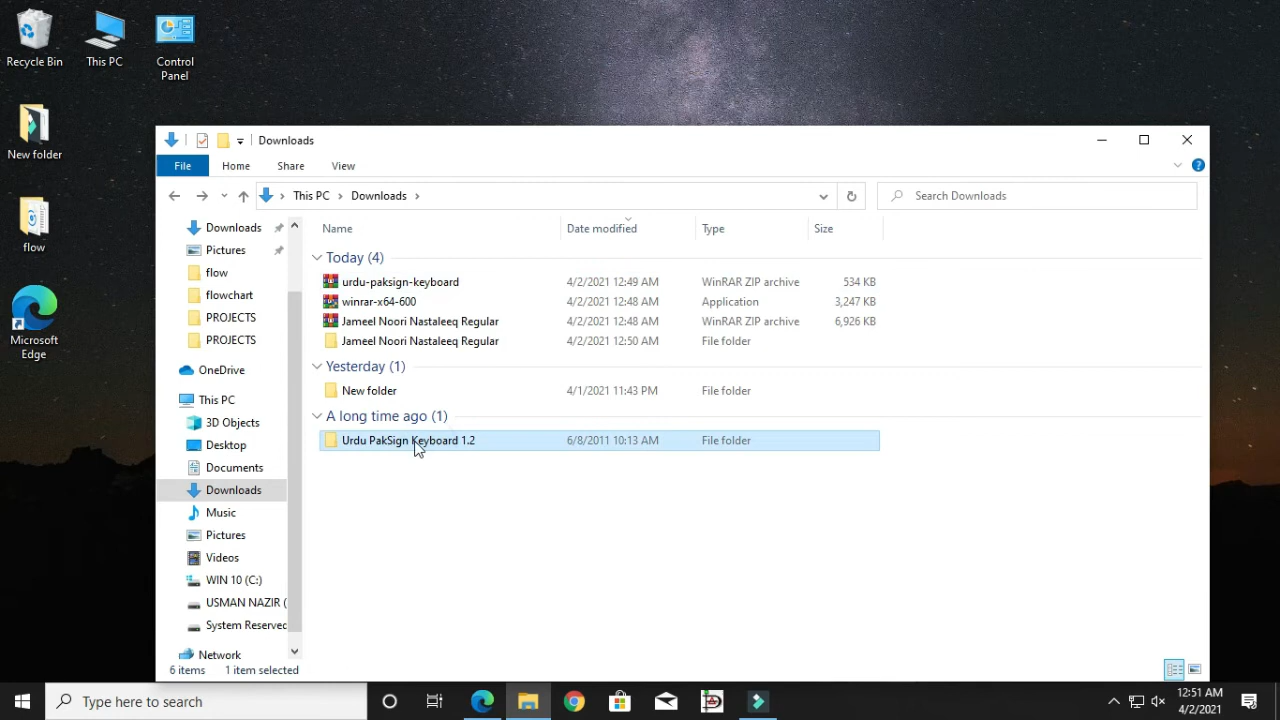 Recycle Bin
This PC
Control
Panel
New folder
flow
Microsoft
Edge
Downloads
File
Home
Share
View
This PC
Downloads
Search Downloads
Downloads
Pictures
flow
flowchart
PROJECTS
PROJECTS
OneDrive
This PC
3D Objects
Desktop
Documents
Downloads
Music
Pictures
Videos
WIN 10 (C:)
USMAN NAZIR (
System Reserved
Network
Name Date modified Type Size
Today (4)
urdu-paksign-keyboard 4/2/2021 12:49 AM WinRAR ZIP archive 534 KB
winrar-x64-600 4/2/2021 12:48 AM Application 3,247 KB
Jameel Noori Nastaleeq Regular 4/2/2021 12:48 AM WinRAR ZIP archive 6,926 KB
Jameel Noori Nastaleeq Regular 4/2/2021 12:50 AM File folder
Yesterday (1)
New folder 4/1/2021 11:43 PM File folder
A long time ago (1)
Urdu PakSign Keyboard 1.2 6/8/2011 10:13 AM File folder
6 items 1 item selected
Type here to search
12:51 AM
4/2/2021